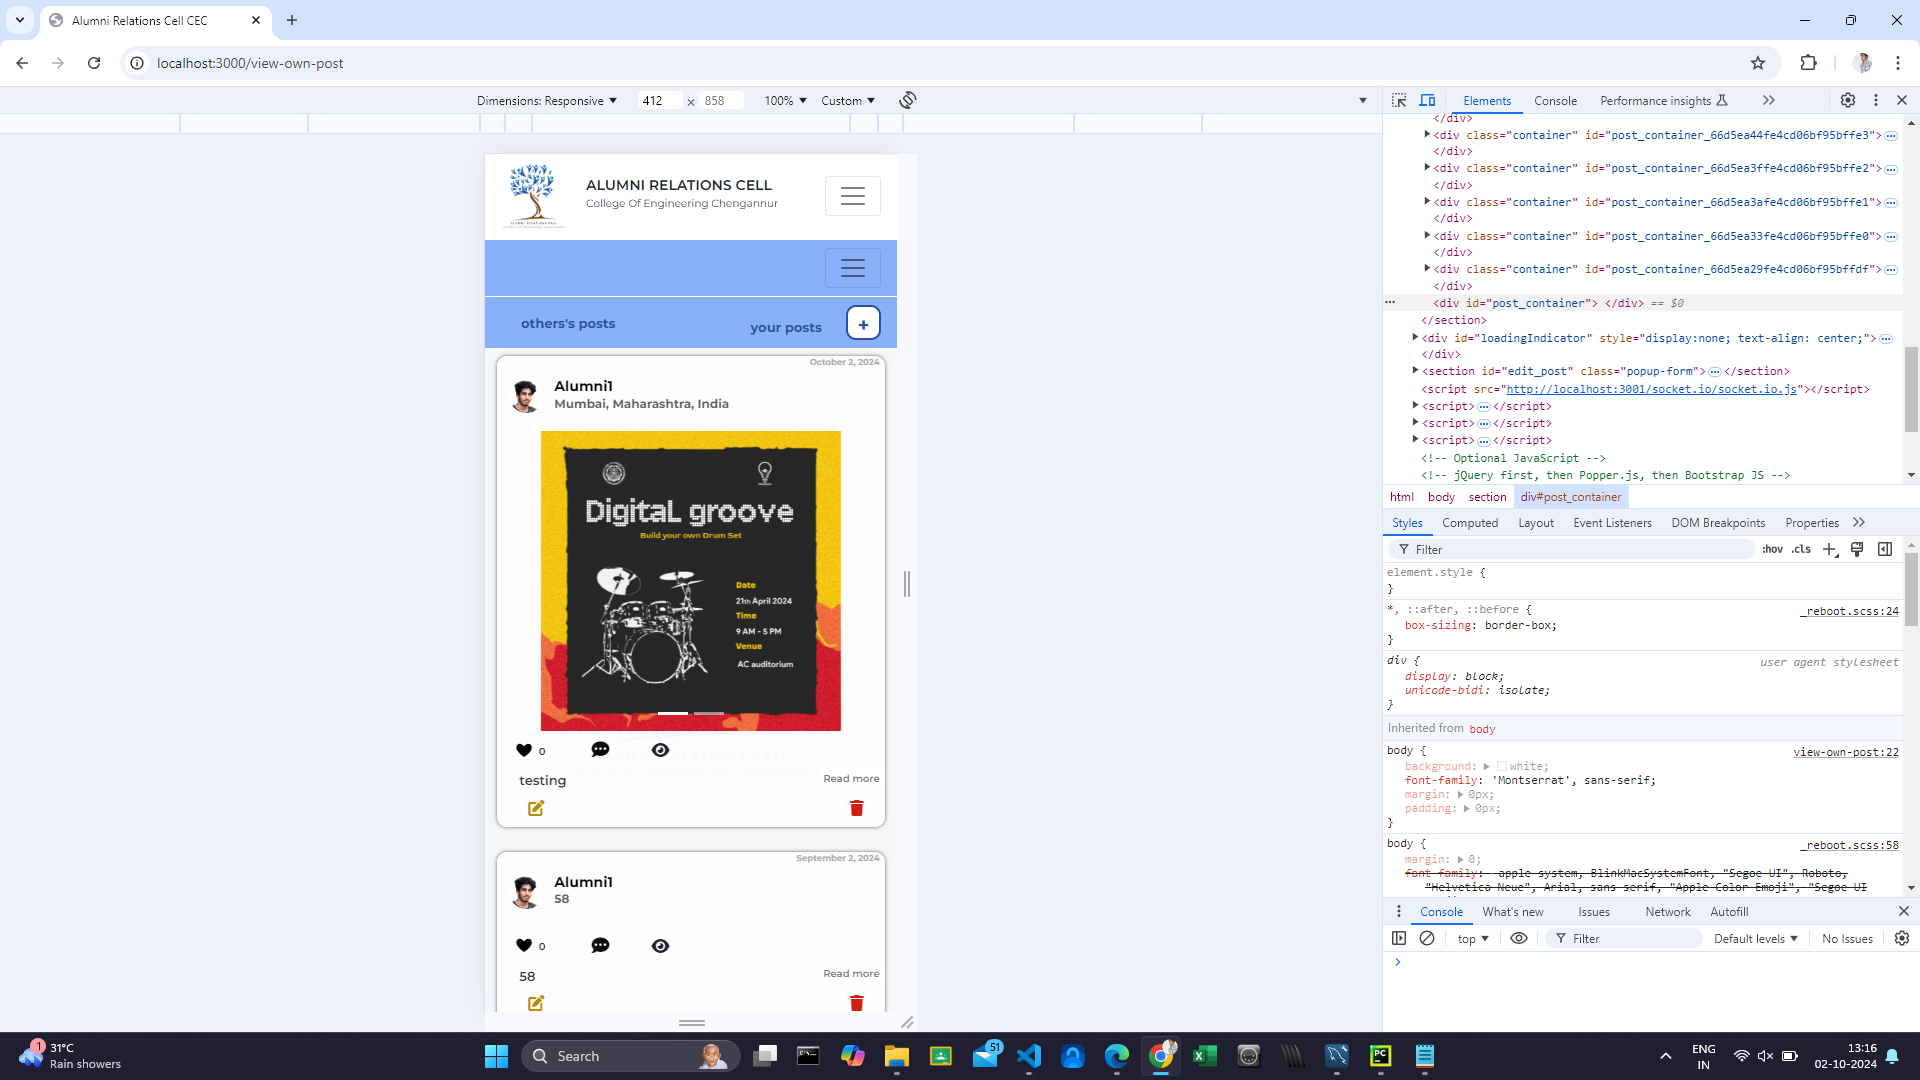 Alumni Relations Cell CEC
localhost:3000/view-own-post
Dimensions: Responsive
412 × 858
100%
Custom
ALUMNI RELATIONS CELL
College Of Engineering Chengannur
others's posts
your posts
+
October 2, 2024
Alumni1
Mumbai, Maharashtra, India
DigitaL groove
Build your own Drum Set
Date
21th April 2024
Time
9 AM - 5 PM
Venue
AC auditorium
0
testing
Read more
September 2, 2024
Alumni1
58
0
58
Read more
Elements Console Performance insights
</div>
<div class="container" id="post_container_66d5ea44fe4cd06bf95bffe3">
</div>
<div class="container" id="post_container_66d5ea3ffe4cd06bf95bffe2">
</div>
<div class="container" id="post_container_66d5ea3afe4cd06bf95bffe1">
</div>
<div class="container" id="post_container_66d5ea33fe4cd06bf95bffe0">
</div>
<div class="container" id="post_container_66d5ea29fe4cd06bf95bffdf">
</div>
<div id="post_container"> </div> == $0
</section>
<div id="loadingIndicator" style="display:none; text-align: center;">
</div>
<section id="edit_post" class="popup-form"> </section>
<script src="http://localhost:3001/socket.io/socket.io.js"></script>
<script> </script>
<script> </script>
<script> </script>
<!-- Optional JavaScript -->
<!-- jQuery first, then Popper.js, then Bootstrap JS -->
html body section div#post_container
Styles Computed Layout Event Listeners DOM Breakpoints Properties
Filter
:hov .cls
element.style {
}
*, ::after, ::before {
_reboot.scss:24
box-sizing: border-box;
}
div {
user agent stylesheet
display: block;
unicode-bidi: isolate;
}
Inherited from body
body {
view-own-post:22
background: white;
font-family: 'Montserrat', sans-serif;
margin: 0px;
padding: 0px;
}
body {
_reboot.scss:58
margin: 0;
font-family: -apple-system, BlinkMacSystemFont, "Segoe UI", Roboto,
"Helvetica Neue", Arial, sans-serif, "Apple Color Emoji", "Segoe UI
Console What's new Issues Network Autofill
top
Filter
Default levels
No Issues
1
31°C
Rain showers
Search
51
PC
ENG
IN
13:16
02-10-2024